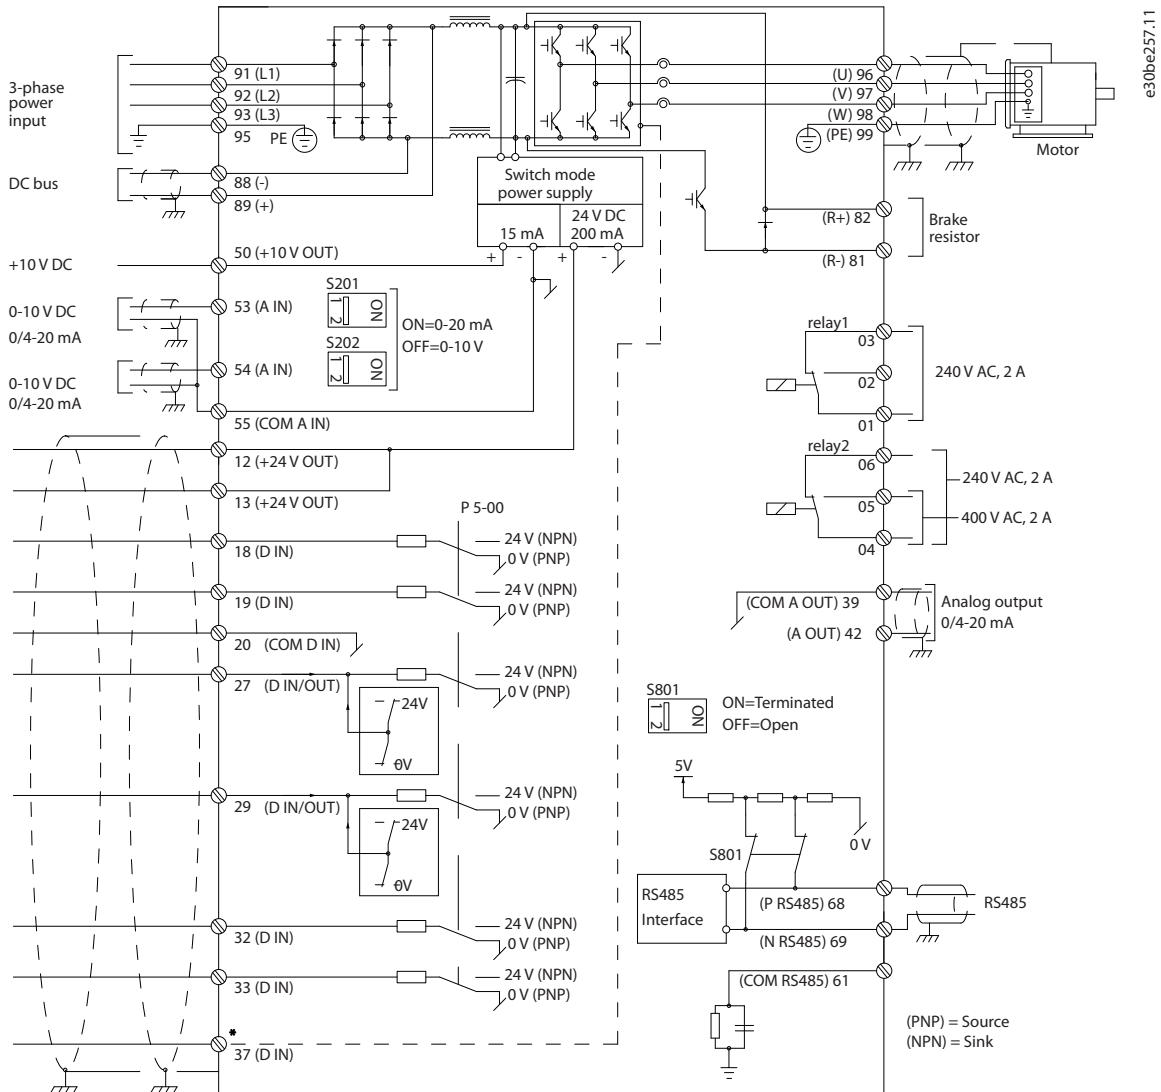 e30be257.11
3-phase
power
input
91 (L1)
92 (L2)
93 (L3)
95
PE
(U) 96
(V) 97
(W) 98
(PE) 99
Motor
DC bus
88 (-)
89 (+)
Switch mode
power supply
15 mA
24 V DC
200 mA
+
-
+
-
(R+) 82
(R-) 81
Brake
resistor
+10 V DC
50 (+10 V OUT)
0-10 V DC
0/4-20 mA
53 (A IN)
S201
1 2
ON
S202
1 2
ON
ON=0-20 mA
OFF=0-10 V
0-10 V DC
0/4-20 mA
54 (A IN)
55 (COM A IN)
relay1
03
02
01
240 V AC, 2 A
relay2
06
05
04
240 V AC, 2 A
400 V AC, 2 A
12 (+24 V OUT)
13 (+24 V OUT)
P 5-00
18 (D IN)
24 V (NPN)
0 V (PNP)
19 (D IN)
24 V (NPN)
0 V (PNP)
20 (COM D IN)
27 (D IN/OUT)
24 V (NPN)
0 V (PNP)
24V
0V
29 (D IN/OUT)
24 V (NPN)
0 V (PNP)
24V
0V
32 (D IN)
24 V (NPN)
0 V (PNP)
33 (D IN)
24 V (NPN)
0 V (PNP)
*
37 (D IN)
(COM A OUT) 39
(A OUT) 42
Analog output
0/4-20 mA
S801
1 2
ON
ON=Terminated
OFF=Open
5V
0 V
S801
RS485
Interface
(P RS485) 68
(N RS485) 69
RS485
(COM RS485) 61
(PNP) = Source
(NPN) = Sink